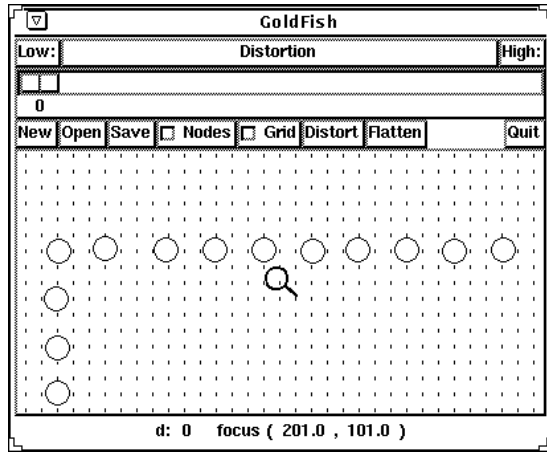 GoldFish
Low: Distortion High:
0
New Open Save Nodes Grid Distort Flatten Quit
d: 0 focus ( 201.0 , 101.0 )